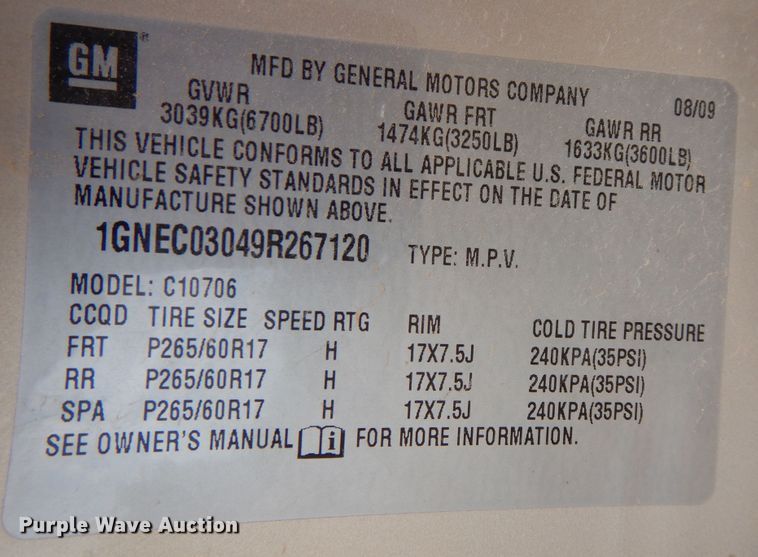 GM
MFD BY GENERAL MOTORS COMPANY 08/09
GVWR GAWR FRT GAWR RR
3039KG(6700LB) 1474KG(3250LB) 1633KG(3600LB)
THIS VEHICLE CONFORMS TO ALL APPLICABLE U.S. FEDERAL MOTOR
VEHICLE SAFETY STANDARDS IN EFFECT ON THE DATE OF
MANUFACTURE SHOWN ABOVE.
1GNEC03049R267120 TYPE: M.P.V.
MODEL: C10706
CCQD TIRE SIZE SPEED RTG RIM COLD TIRE PRESSURE
FRT P265/60R17 H 17X7.5J 240KPA(35PSI)
RR P265/60R17 H 17X7.5J 240KPA(35PSI)
SPA P265/60R17 H 17X7.5J 240KPA(35PSI)
SEE OWNER'S MANUAL i FOR MORE INFORMATION.
Purple Wave Auction